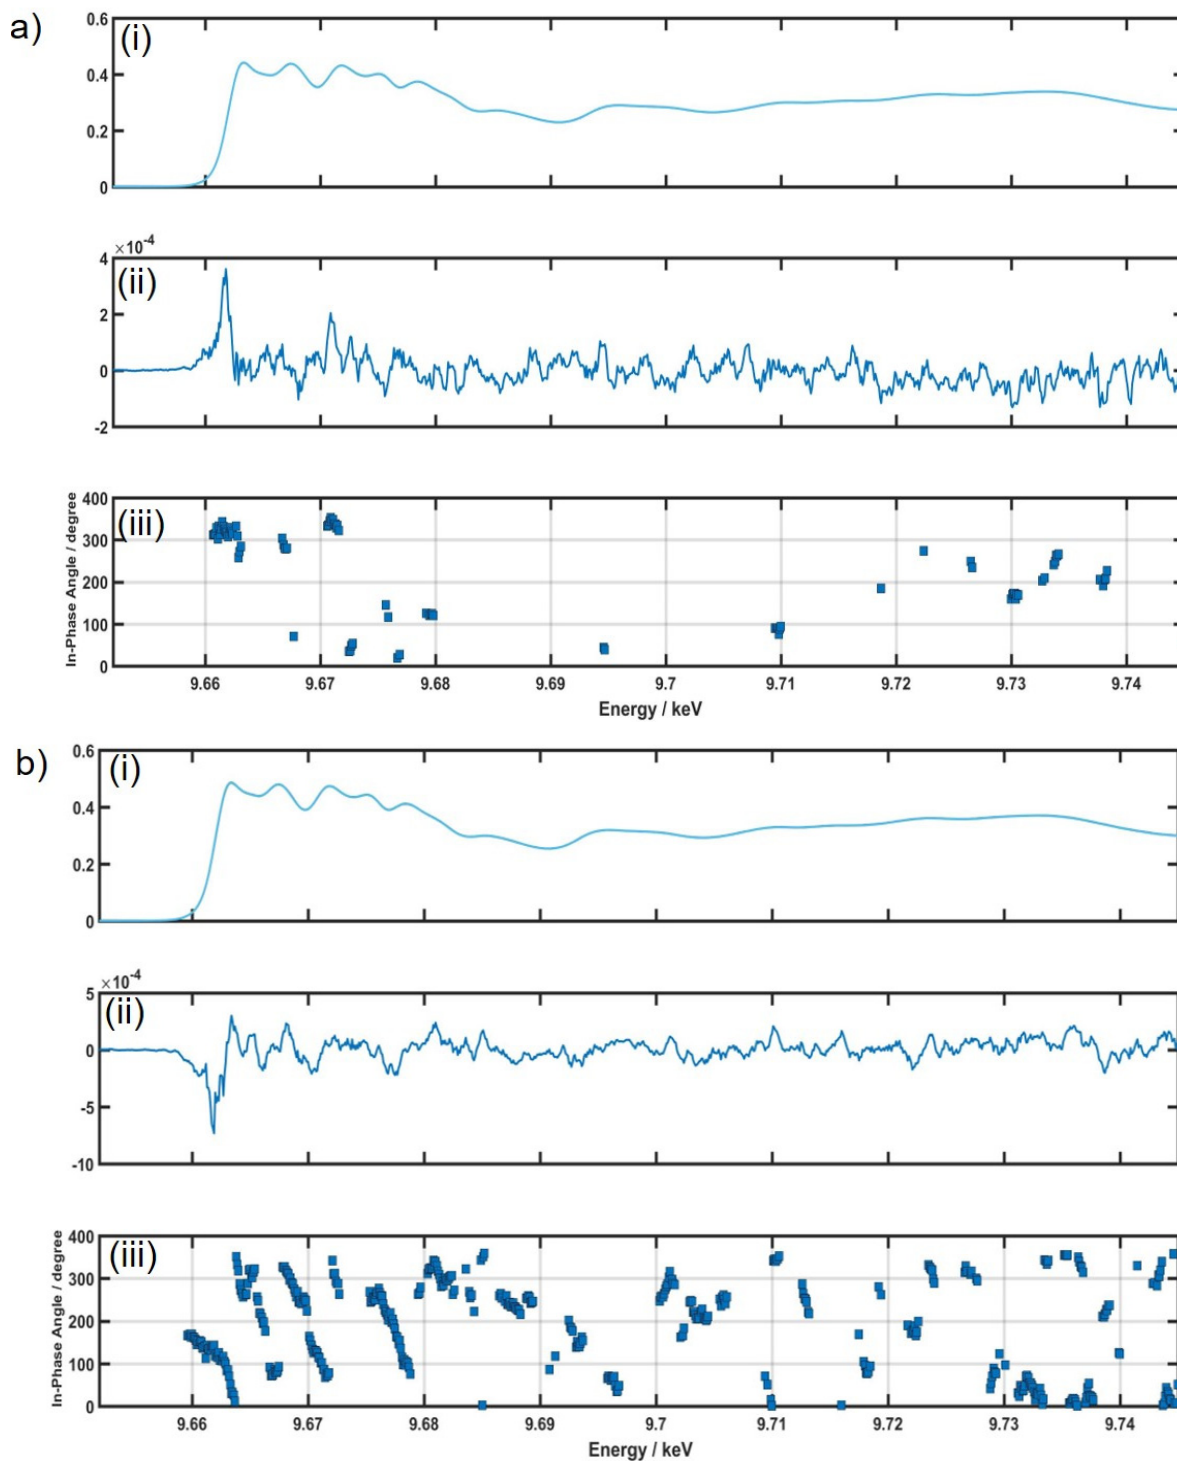 a)
(i)
0.6
0.4
0.2
0
×10⁻⁴
(ii)
4
2
0
-2
(iii)
400
300
200
100
0
In-Phase Angle / degree
9.66 9.67 9.68 9.69 9.7 9.71 9.72 9.73 9.74
Energy / keV
b)
(i)
0.6
0.4
0.2
0
×10⁻⁴
(ii)
5
0
-5
-10
(iii)
400
300
200
100
0
In-Phase Angle / degree
9.66 9.67 9.68 9.69 9.7 9.71 9.72 9.73 9.74
Energy / keV